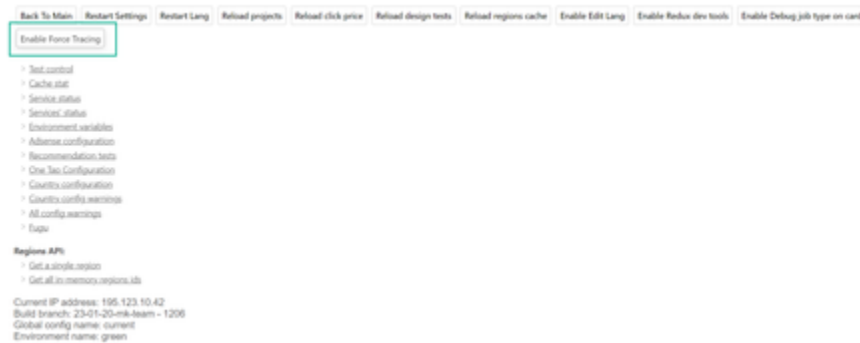 Back To Main Restart Settings Restart Lang Reload projects Reload click price Reload design tests Reload regions cache Enable Edit Lang Enable Redux dev tools Enable Debug job type on card
Enable Force Tracing
> Test control
> Cache stat
> Service status
> Services' status
> Environment variables
> Adsense configuration
> Recommendation tests
> One Tap Configuration
> Country configuration
> Country config warnings
> All config warnings
> Fugu
Regions API:
> Get a single region
> Get all in-memory regions ids
Current IP address: 195.123.10.42
Build branch: 23-01-20-mk-team - 1206
Global config name: current
Environment name: green